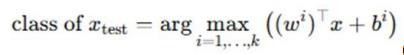 class of x_test = arg max_{i=1,...,k} ((w^i)^⊤ x + b^i)